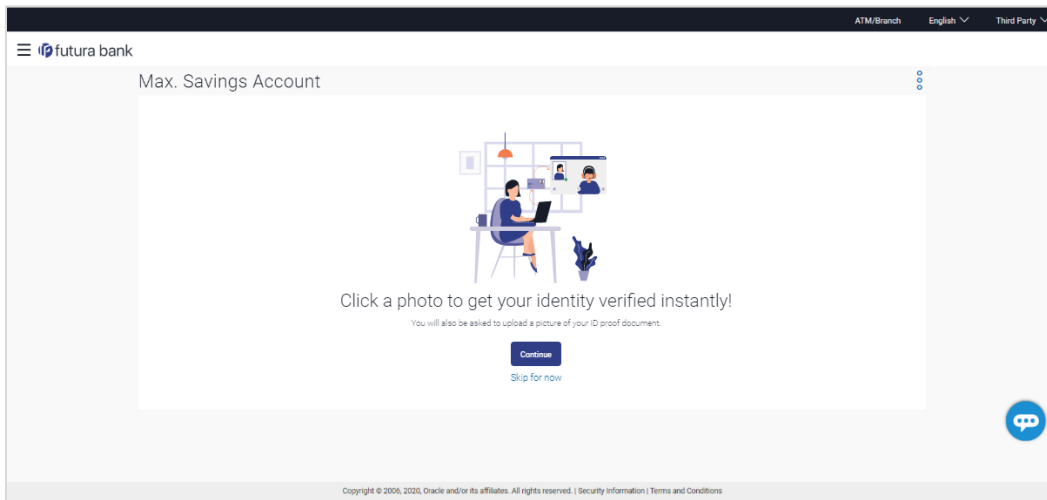 ATM/Branch English Third Party
futura bank
Max. Savings Account
Click a photo to get your identity verified instantly!
You will also be asked to upload a picture of your ID proof document.
Continue
Skip for now
Copyright © 2006, 2020, Oracle and/or its affiliates. All rights reserved. | Security Information | Terms and Conditions